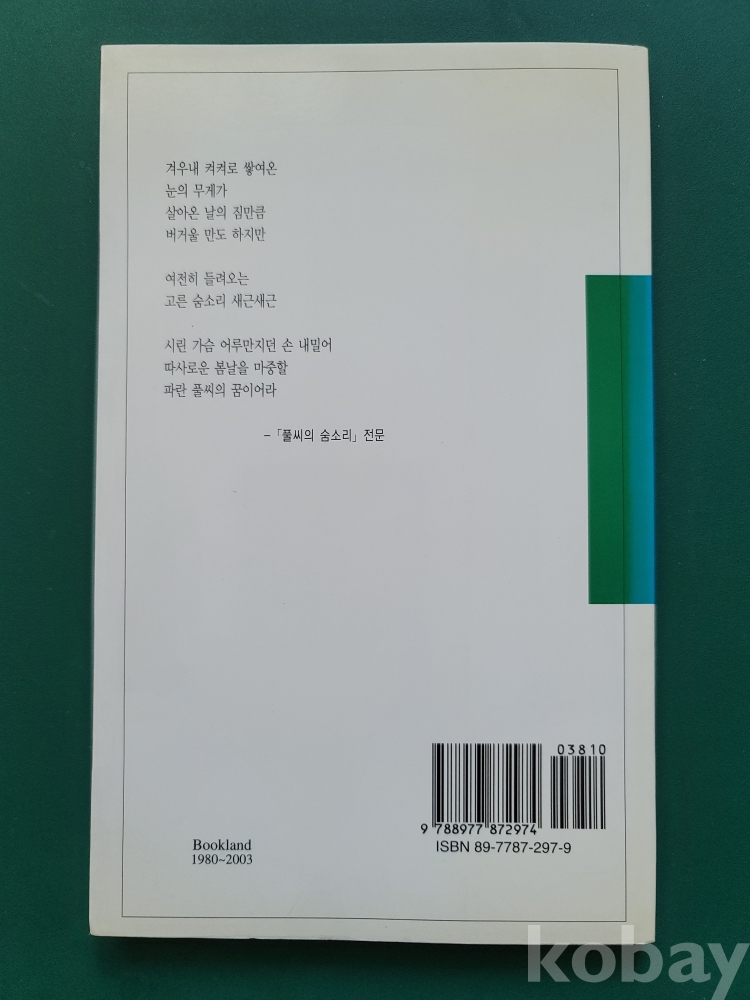 겨우내 켜켜로 쌓여온
눈의 무게가
살아온 날의 짐만큼
버거울 만도 하지만
여전히 들려오는
고른 숨소리 새근새근
시린 가슴 어루만지던 손 내밀어
따사로운 봄날을 마중할
파란 풀씨의 꿈이어라
–「풀씨의 숨소리」전문
03810
9 788977 872974
ISBN 89-7787-297-9
Bookland
1980~2003
kobay